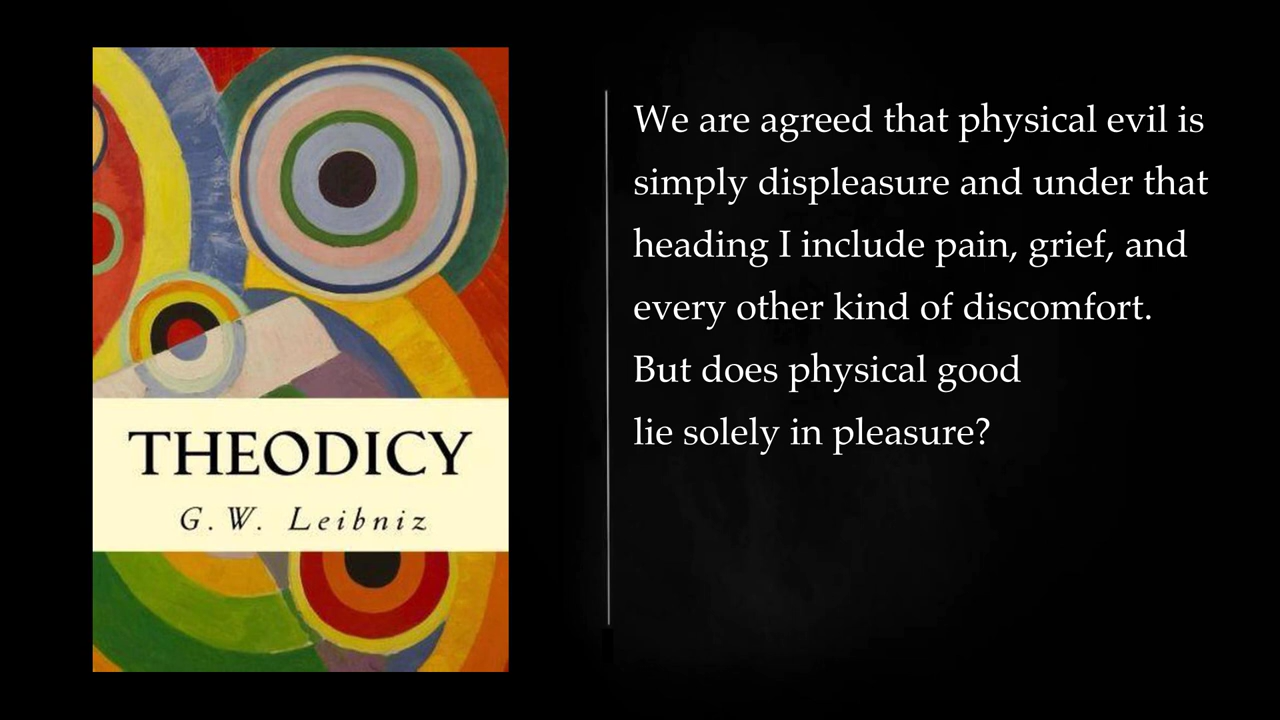 THEODICY
G. W. Leibniz
We are agreed that physical evil is
simply displeasure and under that
heading I include pain, grief, and
every other kind of discomfort.
But does physical good
lie solely in pleasure?